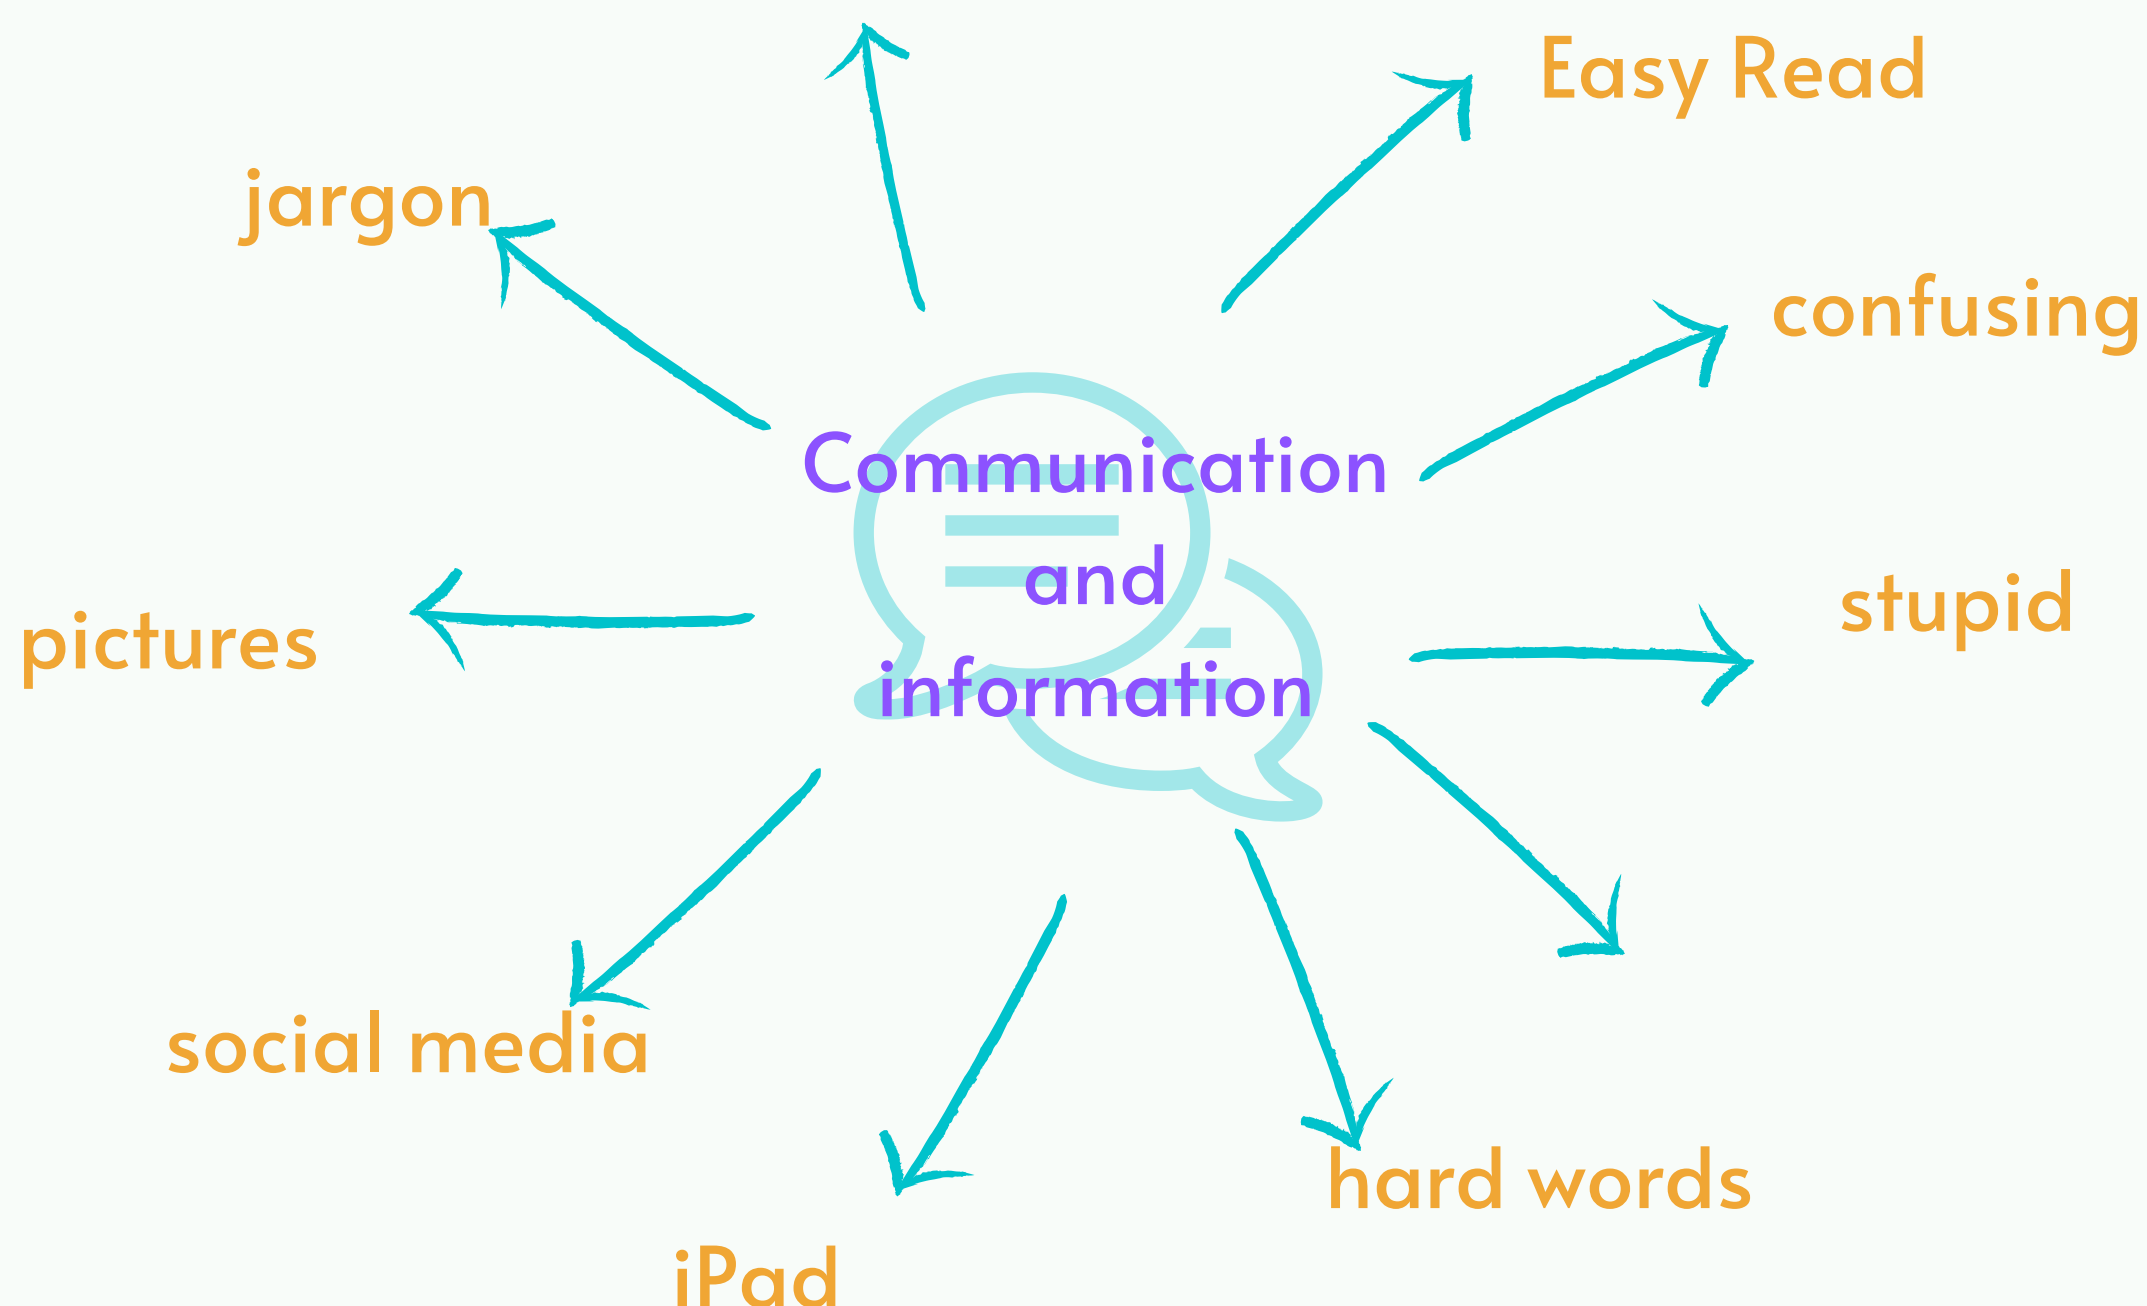 Easy Read
jargon
confusing
Communication
and
information
stupid
pictures
social media
hard words
iPad